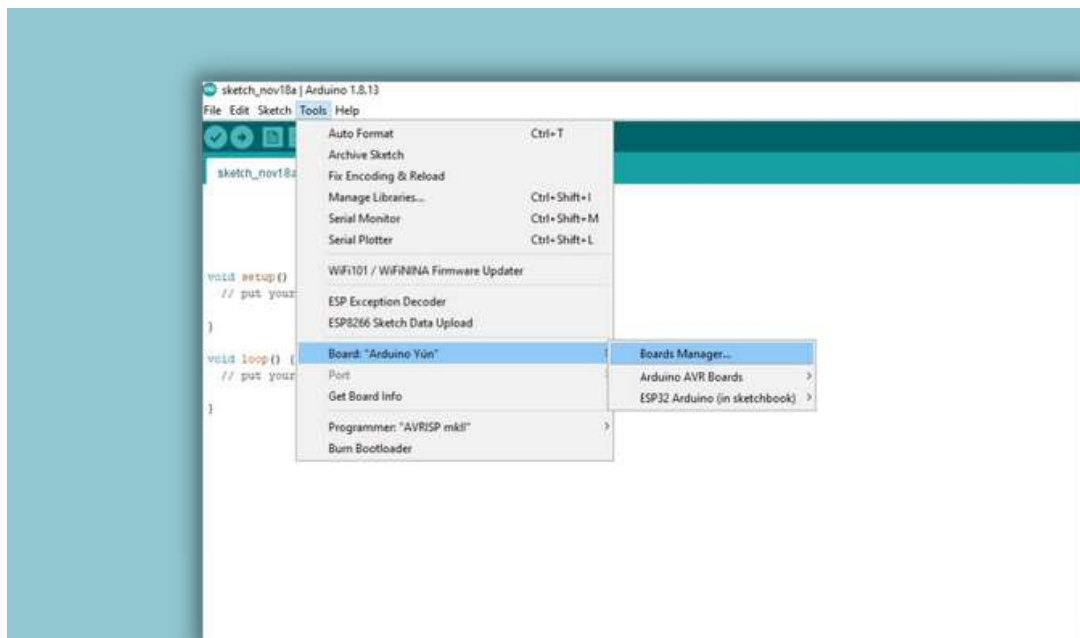 sketch_nov18a | Arduino 1.8.13
File Edit Sketch Tools Help
sketch_nov18a
Auto Format Ctrl+T
Archive Sketch
Fix Encoding & Reload
Manage Libraries... Ctrl+Shift+I
Serial Monitor Ctrl+Shift+M
Serial Plotter Ctrl+Shift+L
WiFi101 / WiFiNINA Firmware Updater
ESP Exception Decoder
ESP8266 Sketch Data Upload
Board: "Arduino Yún"
Port
Get Board Info
Programmer: "AVRISP mkII"
Burn Bootloader
Boards Manager...
Arduino AVR Boards
ESP32 Arduino (in sketchbook)
void setup()
// put your
}
void loop() {
// put your
}